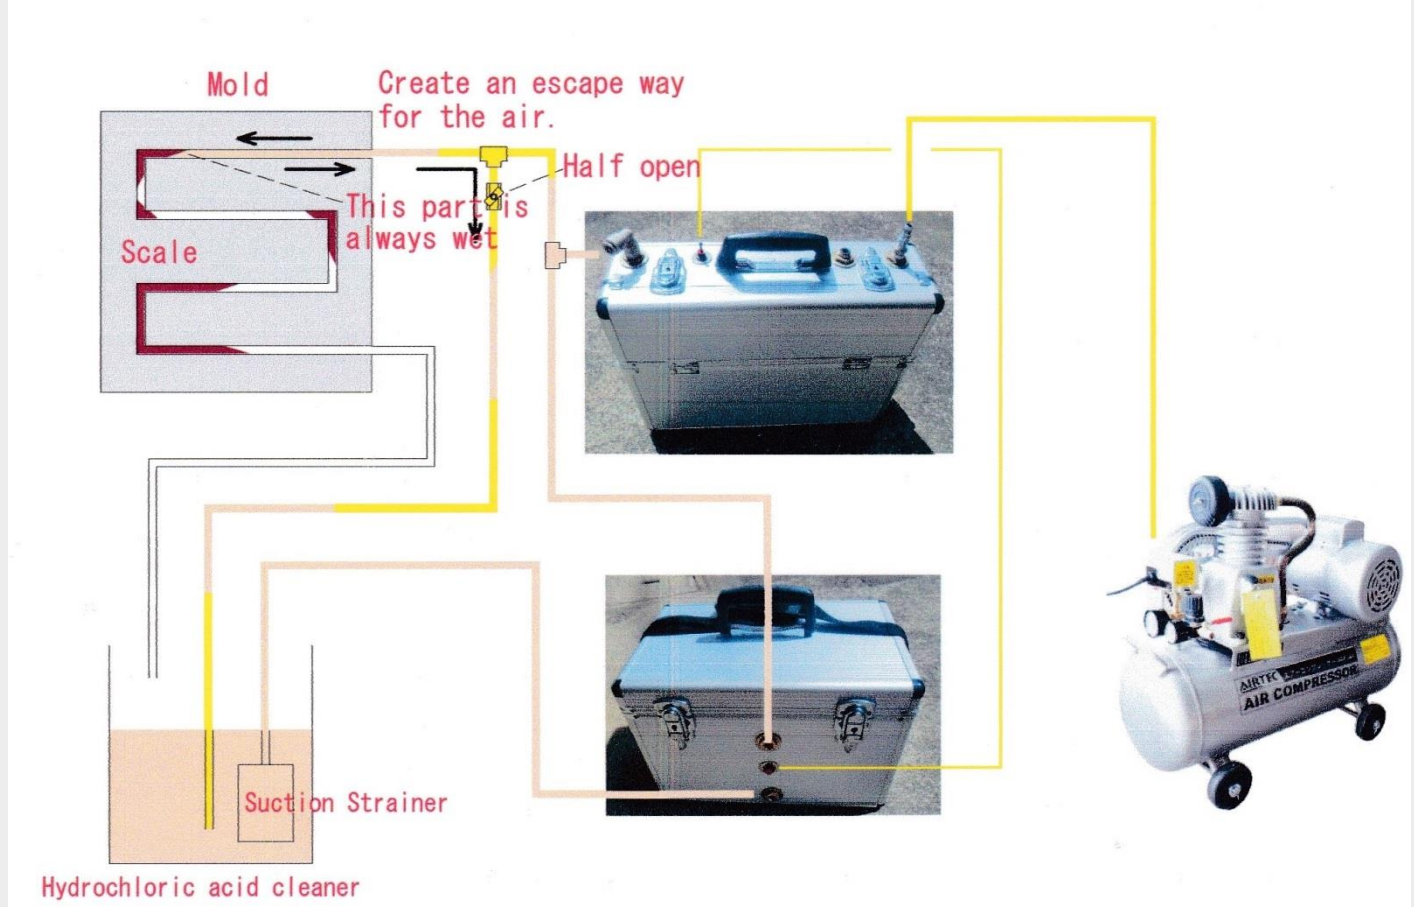 Mold
Create an escape way
for the air.
Half open
This part is
always wet
Scale
AIRTEC
AIR COMPRESSOR
Suction Strainer
Hydrochloric acid cleaner